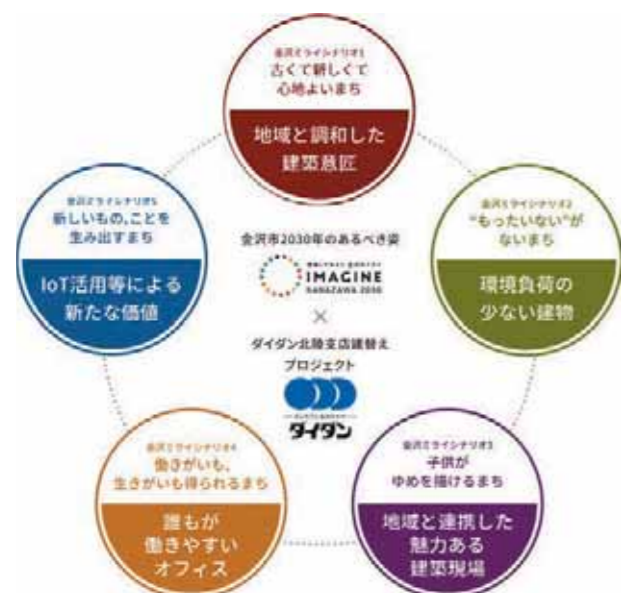 金沢ミライシナリオ1
古くて新しくて
心地よいまち
地域と調和した
建築意匠
金沢ミライシナリオ2
“もったいない”が
ないまち
環境負荷の
少ない建物
金沢ミライシナリオ3
子供が
ゆめを描けるまち
地域と連携した
魅力ある
建築現場
金沢ミライシナリオ4
働きがいも、
生きがいも得られるまち
誰もが
働きやすい
オフィス
金沢ミライシナリオ5
新しいもの、ことを
生み出すまち
IoT活用等による
新たな価値
金沢市2030年のあるべき姿
IMAGINE
KANAZAWA 2030
×
ダイダン北陸支店建替え
プロジェクト
ダイダン